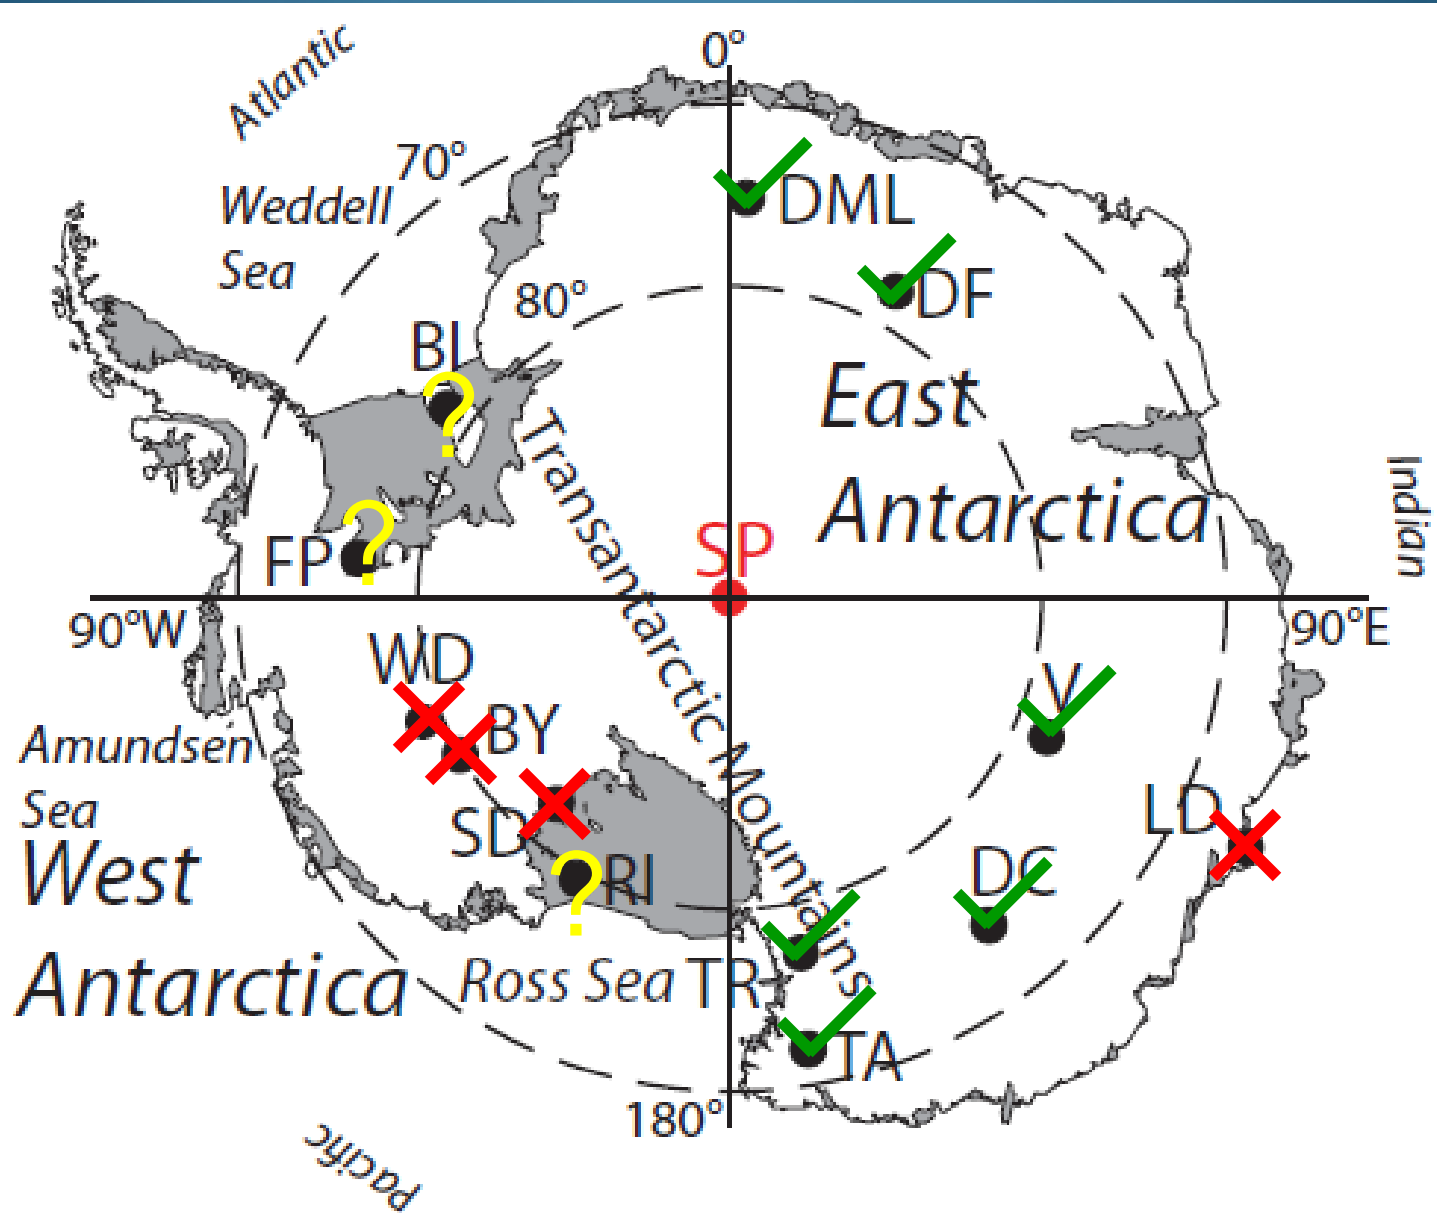 Atlantic
0°
70°
Weddell
Sea
DML
DF
80°
BI
?
East
Antarctica
Transantarctic Mountains
Indian
FP
?
SP
90°W
90°E
WD
BY
V
Amundsen
Sea
SD
LD
West
Antarctica
RI
?
DC
Ross Sea
TR
TA
180°
Pacific